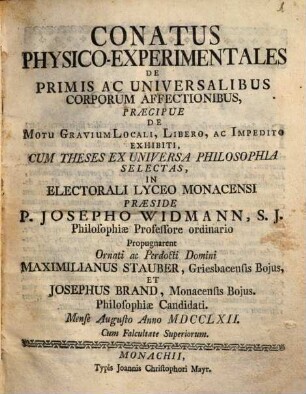 CONATUS
PHYSICO-EXPERIMENTALES
DE
PRIMIS AC UNIVERSALIBUS
CORPORUM AFFECTIONIBUS,
PRÆCIPUE
DE
MOTU GRAVIUM LOCALI, LIBERO, AC IMPEDITO
EXHIBITI,
CUM THESES EX UNIVERSA PHILOSOPHIA
SELECTAS,
IN
ELECTORALI LYCEO MONACENSI
PRÆSIDE
P. JOSEPHO WIDMANN, S. J.
Philosophiæ Professore ordinario
Propugnarent
Ornati ac Perdocti Domini
MAXIMILIANUS STAUBER, Griesbacensis Bojus,
ET
JOSEPHUS BRAND, Monacensis Bojus.
Philosophiæ Candidati.
Mense Augusto Anno MDCCLXII.
Cum Facultate Superiorum.
MONACHII,
Typis Joannis Christophori Mayr.